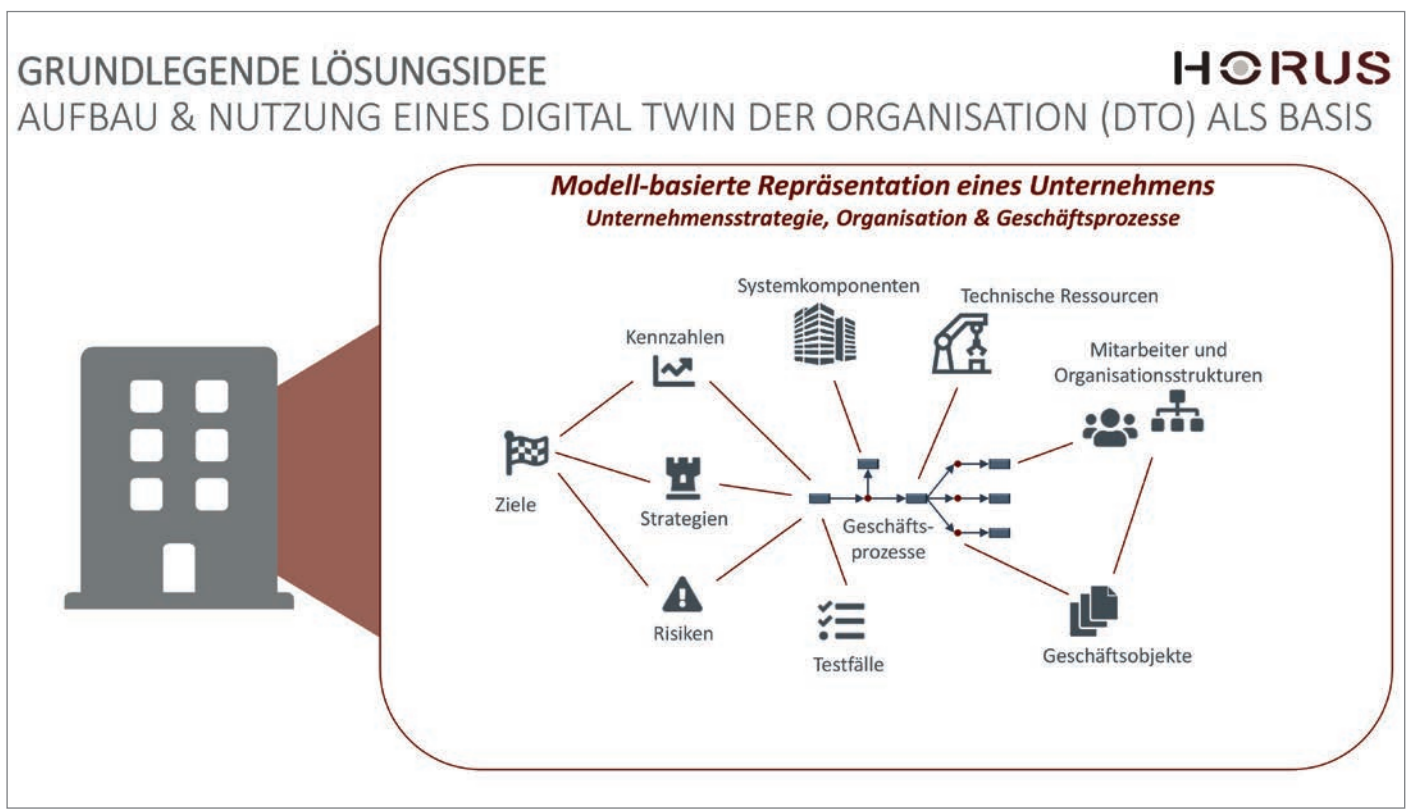 GRUNDLEGENDE LÖSUNGSIDEE
HORUS
AUFBAU & NUTZUNG EINES DIGITAL TWIN DER ORGANISATION (DTO) ALS BASIS
Modell-basierte Repräsentation eines Unternehmens
Unternehmensstrategie, Organisation & Geschäftsprozesse
Systemkomponenten
Technische Ressourcen
Kennzahlen
Mitarbeiter und
Organisationsstrukturen
Ziele
Strategien
Geschäfts-
prozesse
Risiken
Testfälle
Geschäftsobjekte